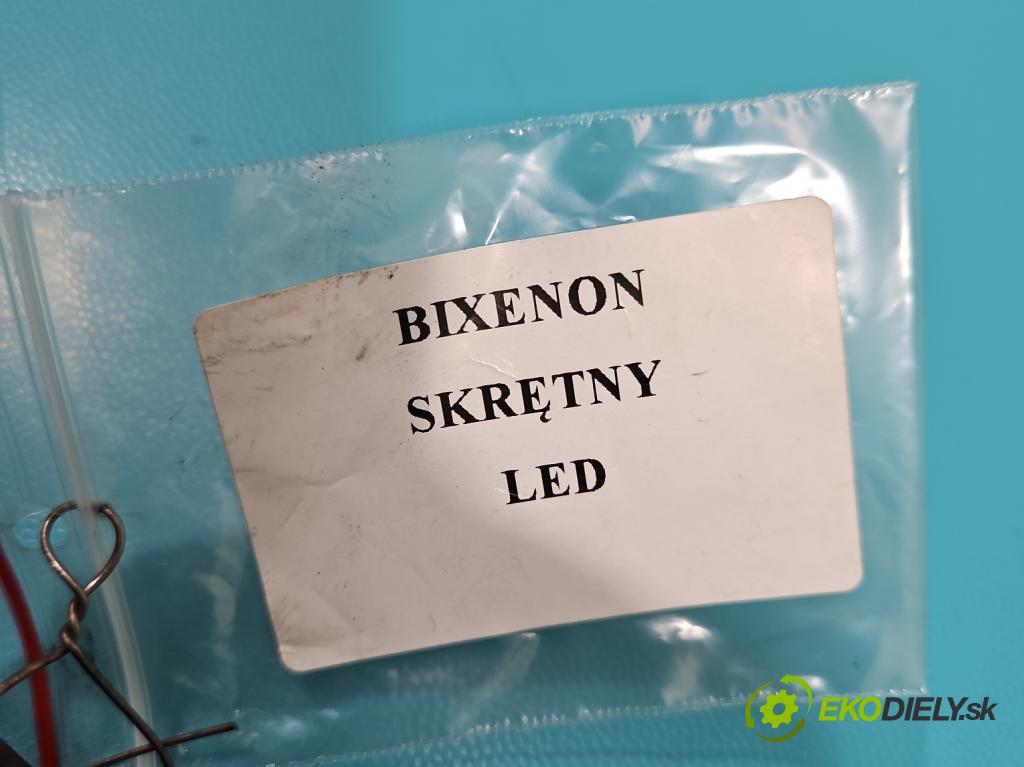 BIXENON
SKRĘTNY
LED
EKODIELY.sk